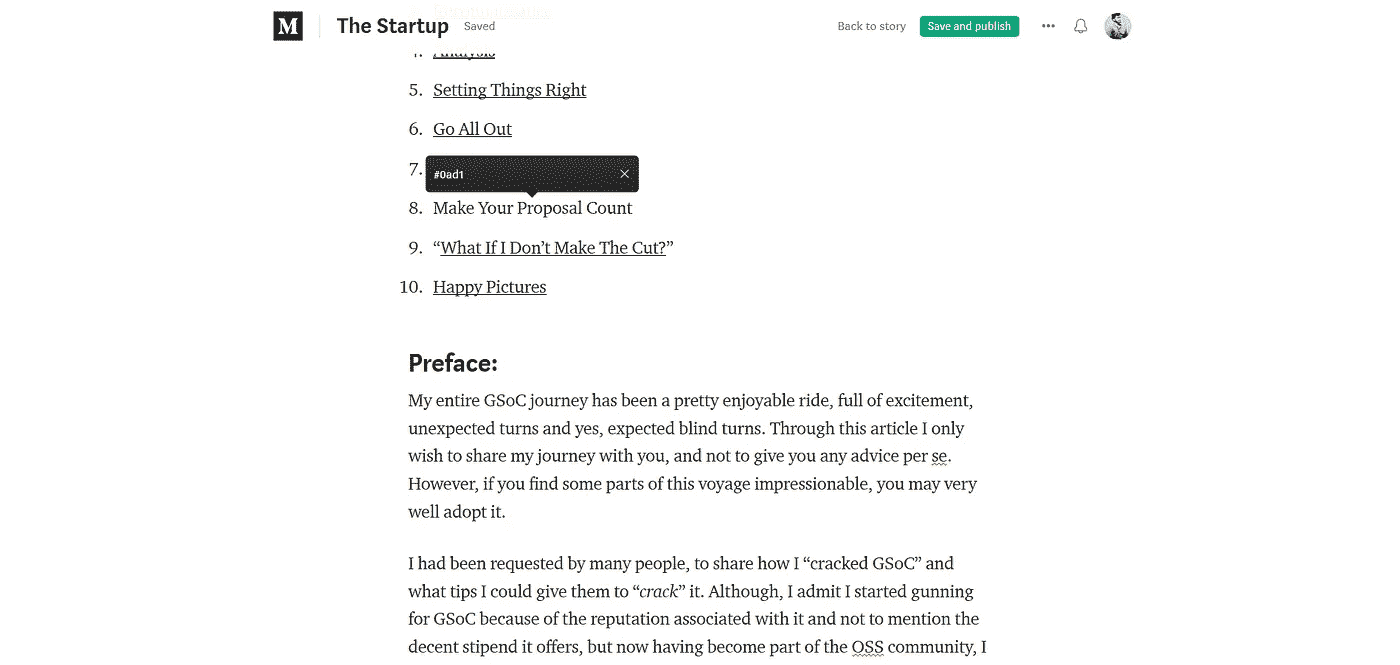 M The Startup Saved Back to story Save and publish
4. Analysis
5. Setting Things Right
6. Go All Out
7. #0ad1
8. Make Your Proposal Count
9. “What If I Don’t Make The Cut?”
10. Happy Pictures
Preface:
My entire GSoC journey has been a pretty enjoyable ride, full of excitement,
unexpected turns and yes, expected blind turns. Through this article I only
wish to share my journey with you, and not to give you any advice per se.
However, if you find some parts of this voyage impressionable, you may very
well adopt it.
I had been requested by many people, to share how I “cracked GSoC” and
what tips I could give them to “crack” it. Although, I admit I started gunning
for GSoC because of the reputation associated with it and not to mention the
decent stipend it offers, but now having become part of the OSS community, I